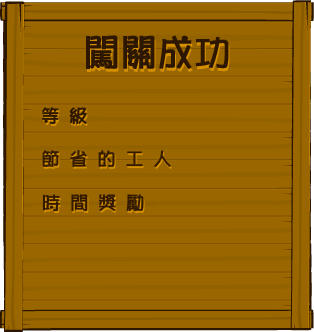 闖關成功
等級
節省的工人
時間獎勵